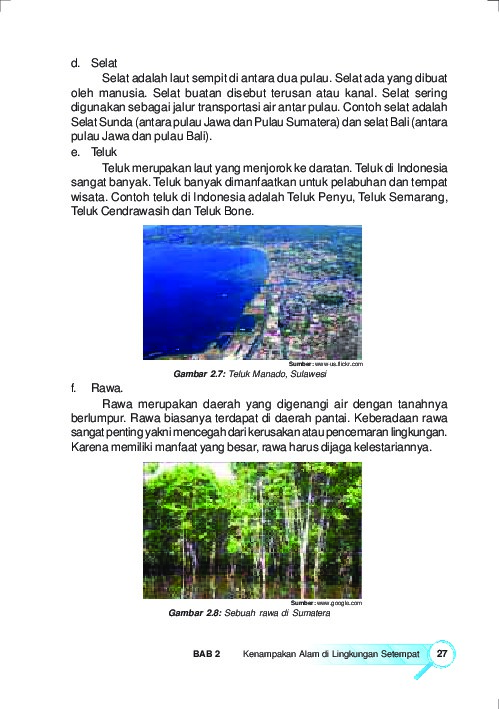 d. Selat
Selat adalah laut sempit di antara dua pulau. Selat ada yang dibuat
oleh manusia. Selat buatan disebut terusan atau kanal. Selat sering
digunakan sebagai jalur transportasi air antar pulau. Contoh selat adalah
Selat Sunda (antara pulau Jawa dan Pulau Sumatera) dan selat Bali (antara
pulau Jawa dan pulau Bali).
e. Teluk
Teluk merupakan laut yang menjorok ke daratan. Teluk di Indonesia
sangat banyak. Teluk banyak dimanfaatkan untuk pelabuhan dan tempat
wisata. Contoh teluk di Indonesia adalah Teluk Penyu, Teluk Semarang,
Teluk Cendrawasih dan Teluk Bone.
Sumber: www-us.flickr.com
Gambar 2.7: Teluk Manado, Sulawesi
f. Rawa.
Rawa merupakan daerah yang digenangi air dengan tanahnya
berlumpur. Rawa biasanya terdapat di daerah pantai. Keberadaan rawa
sangat penting yakni mencegah dari kerusakan atau pencemaran lingkungan.
Karena memiliki manfaat yang besar, rawa harus dijaga kelestariannya.
Sumber: www.google.com
Gambar 2.8: Sebuah rawa di Sumatera
BAB 2 Kenampakan Alam di Lingkungan Setempat 27